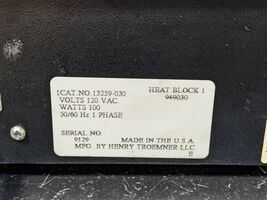 1CAT NO 13259-030 HEAT BLOCK 1
VOLTS 120 VAC 949030
WATTS 100
50/60 Hz 1 PHASE
SERIAL NO
9129 MADE IN THE U S A
MFG. BY HENRY TROEMNER LLC